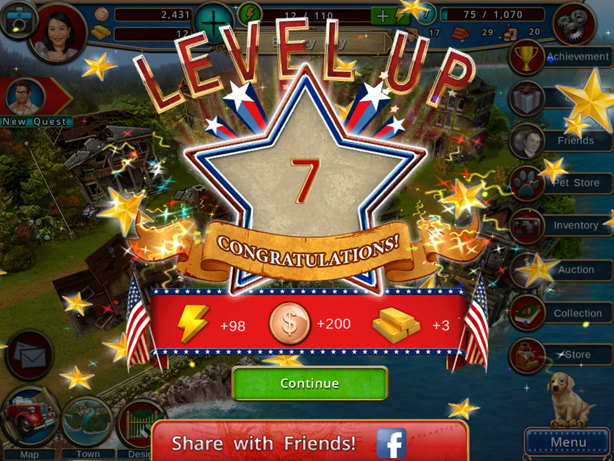 2,431
12 / 110
7
75 / 1,070
12
17
29
20
LEVEL UP
7
CONGRATULATIONS!
+98
+200
+3
Continue
Share with Friends!
f
New Quest
Achievement
Friends
Pet Store
Inventory
Auction
Collection
Store
Map
Town
Menu